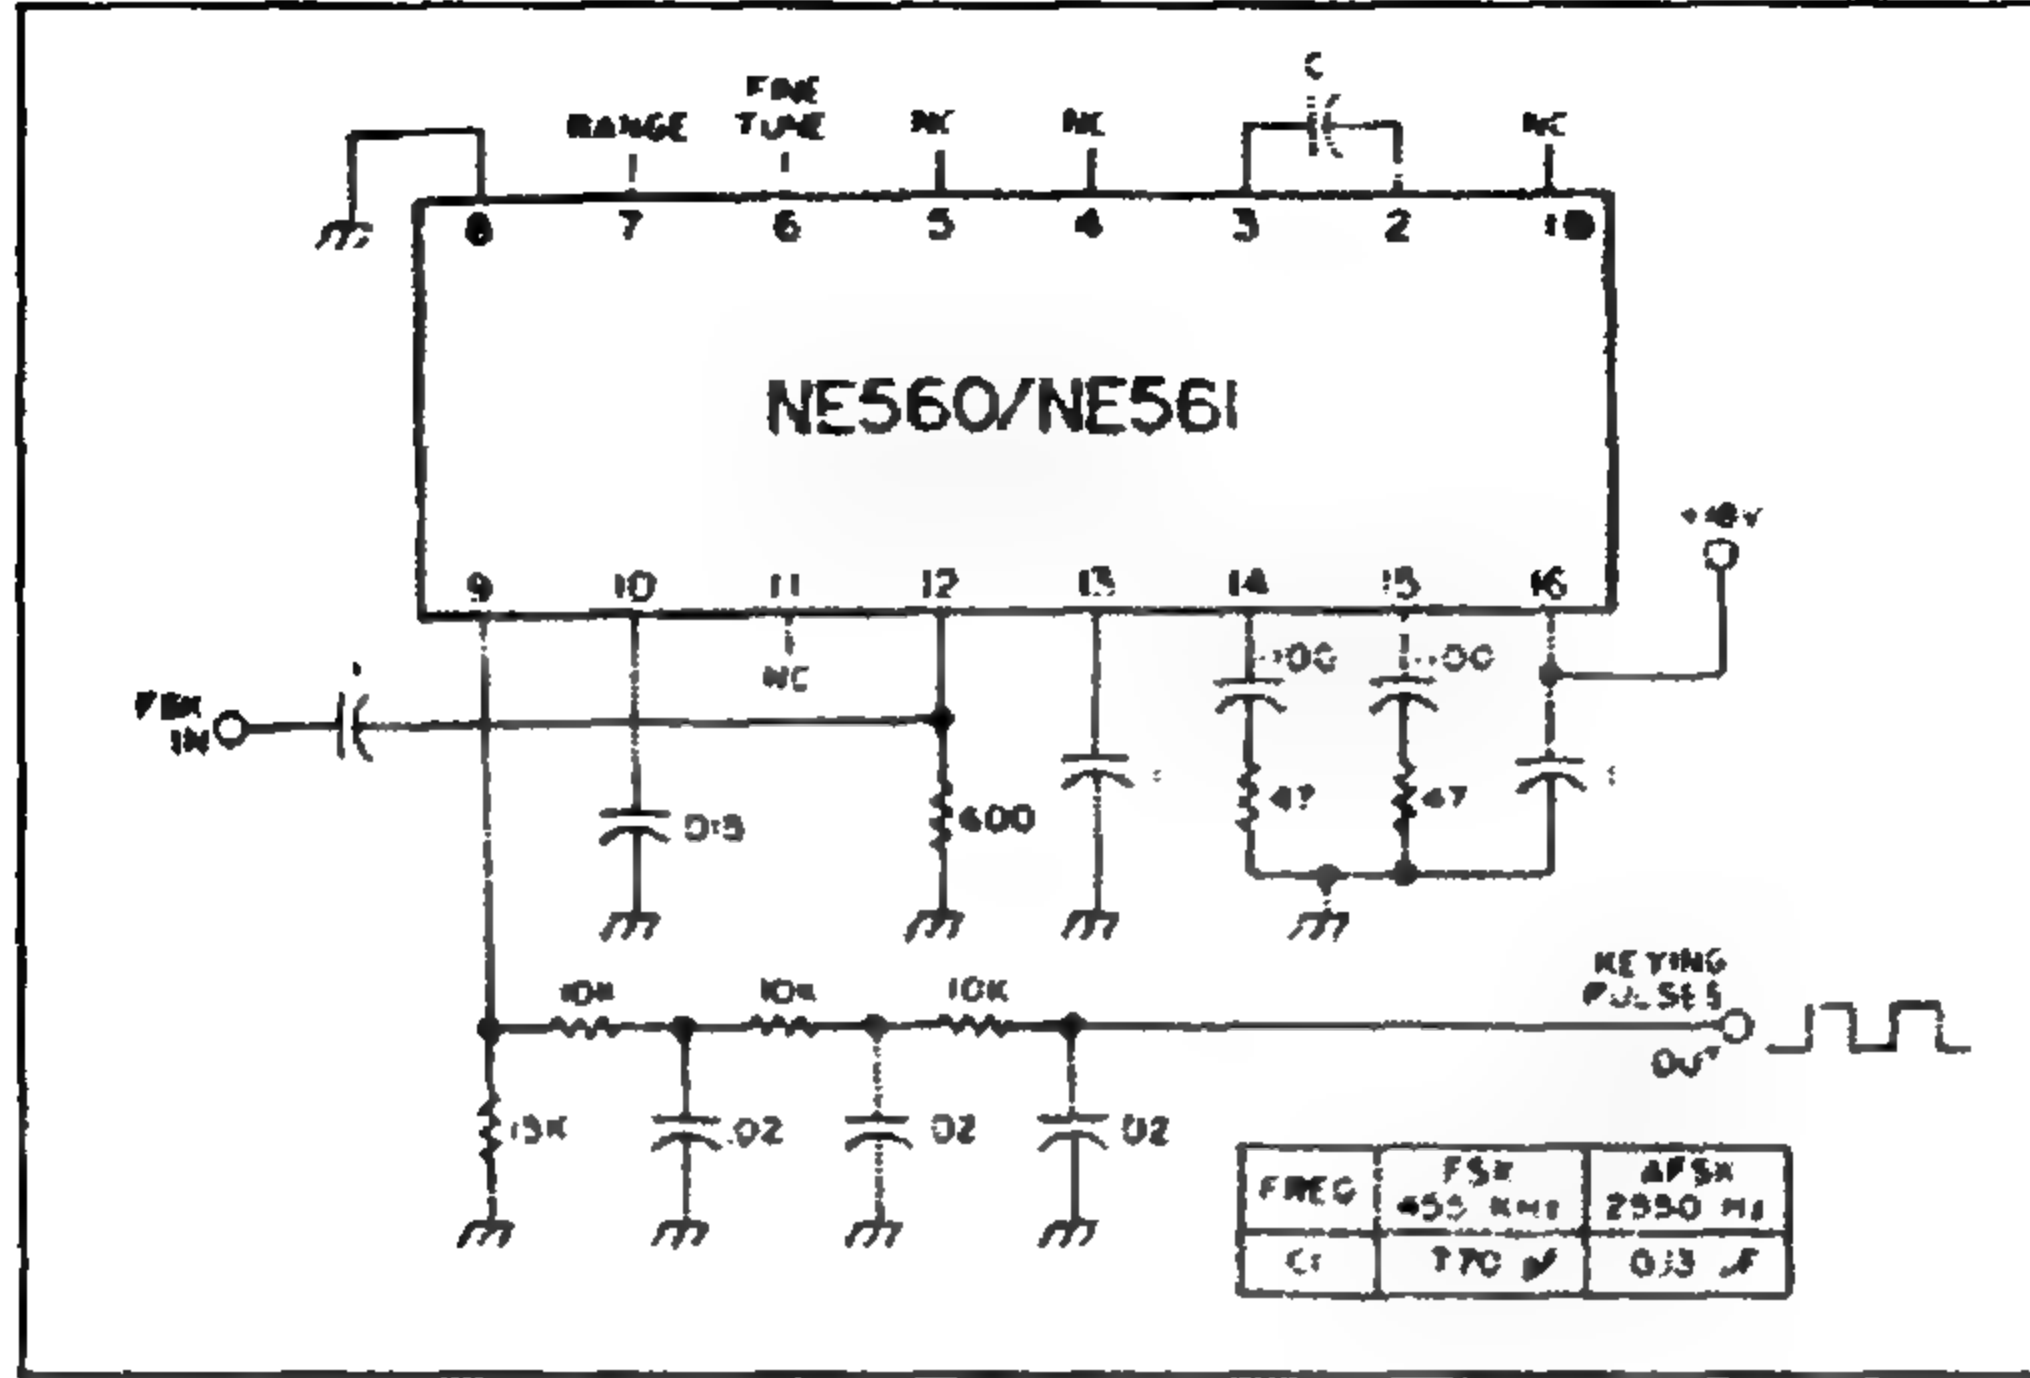 C
RANGE
FINE
TUNE
NC
NC
NC
8
7
6
5
4
3
2
1
NE560/NE561
9
10
11
12
13
14
15
16
NC
FSK
IN
600
47
47
10K
10K
10K
KEYING
PULSES
OUT
15K
.02
02
02
FREQ
FSK
455 KHz
AFSK
2550 Hz